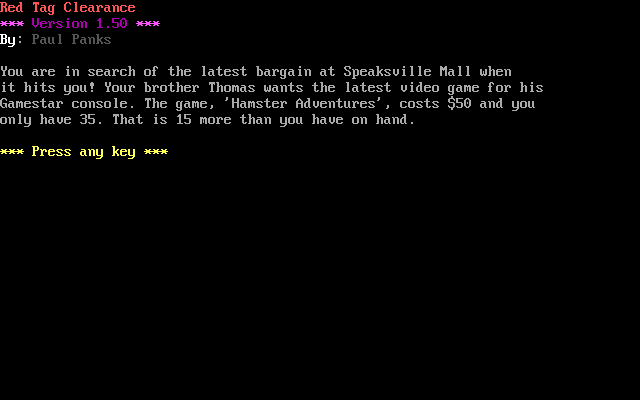 Red Tag Clearance
*** Version 1.50 ***
By: Paul Panks
You are in search of the latest bargain at Speaksville Mall when
it hits you! Your brother Thomas wants the latest video game for his
Gamestar console. The game, 'Hamster Adventures', costs $50 and you
only have 35. That is 15 more than you have on hand.
*** Press any key ***